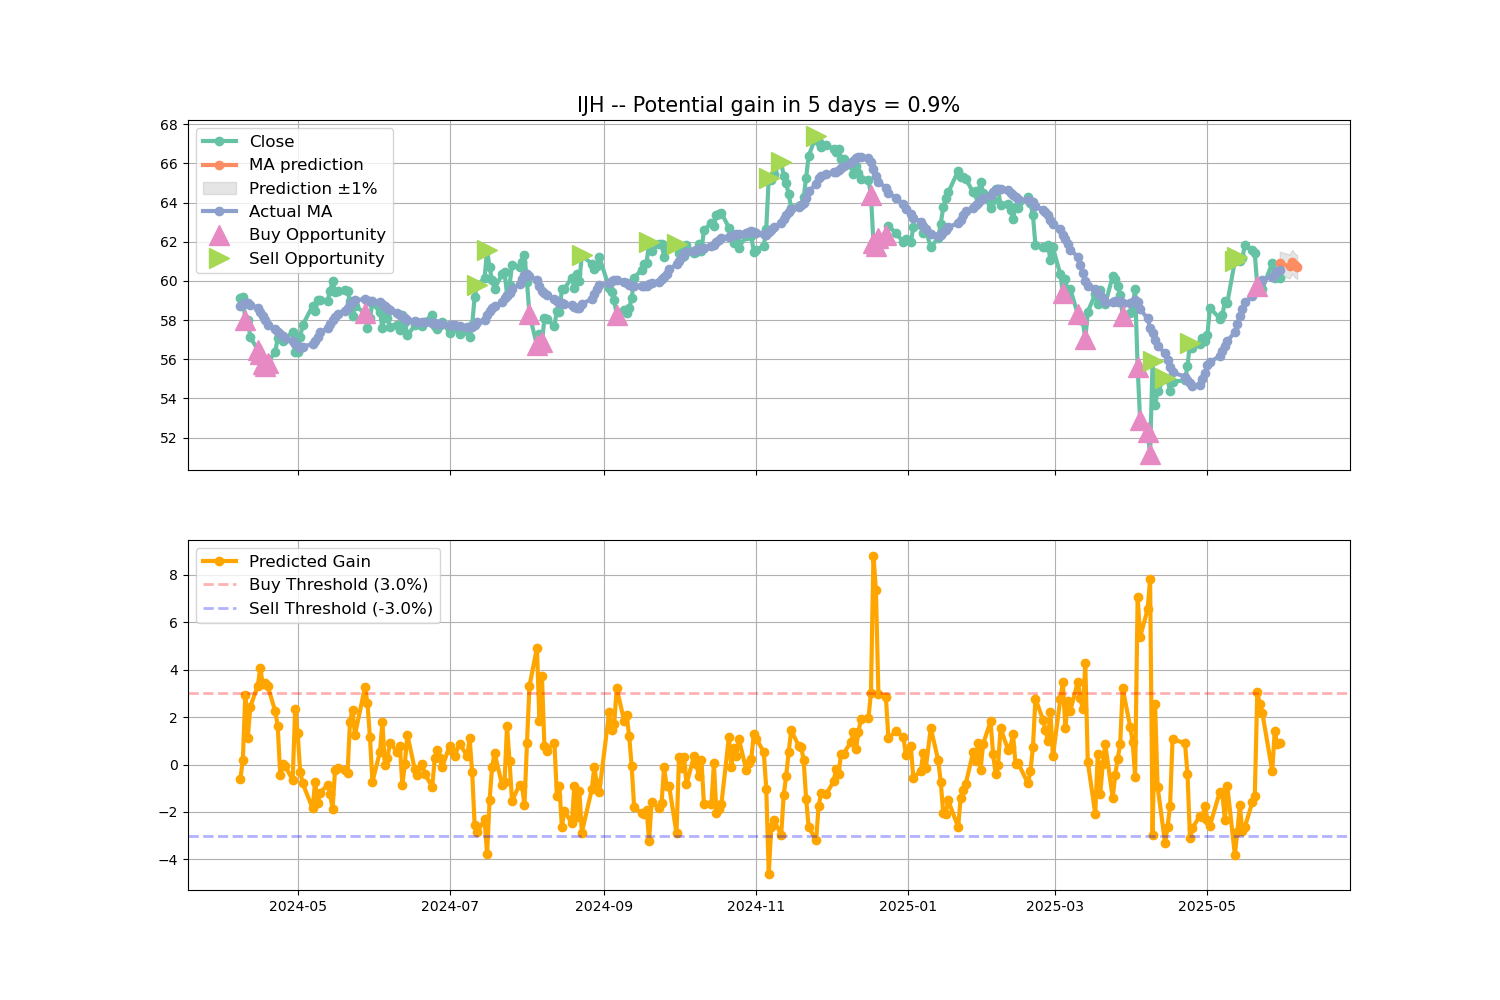 IJH -- Potential gain in 5 days = 0.9%
68
66
64
62
60
58
56
54
52
Close
MA prediction
Prediction ±1%
Actual MA
Buy Opportunity
Sell Opportunity
8
6
4
2
0
−2
−4
Predicted Gain
Buy Threshold (3.0%)
Sell Threshold (-3.0%)
2024-05
2024-07
2024-09
2024-11
2025-01
2025-03
2025-05